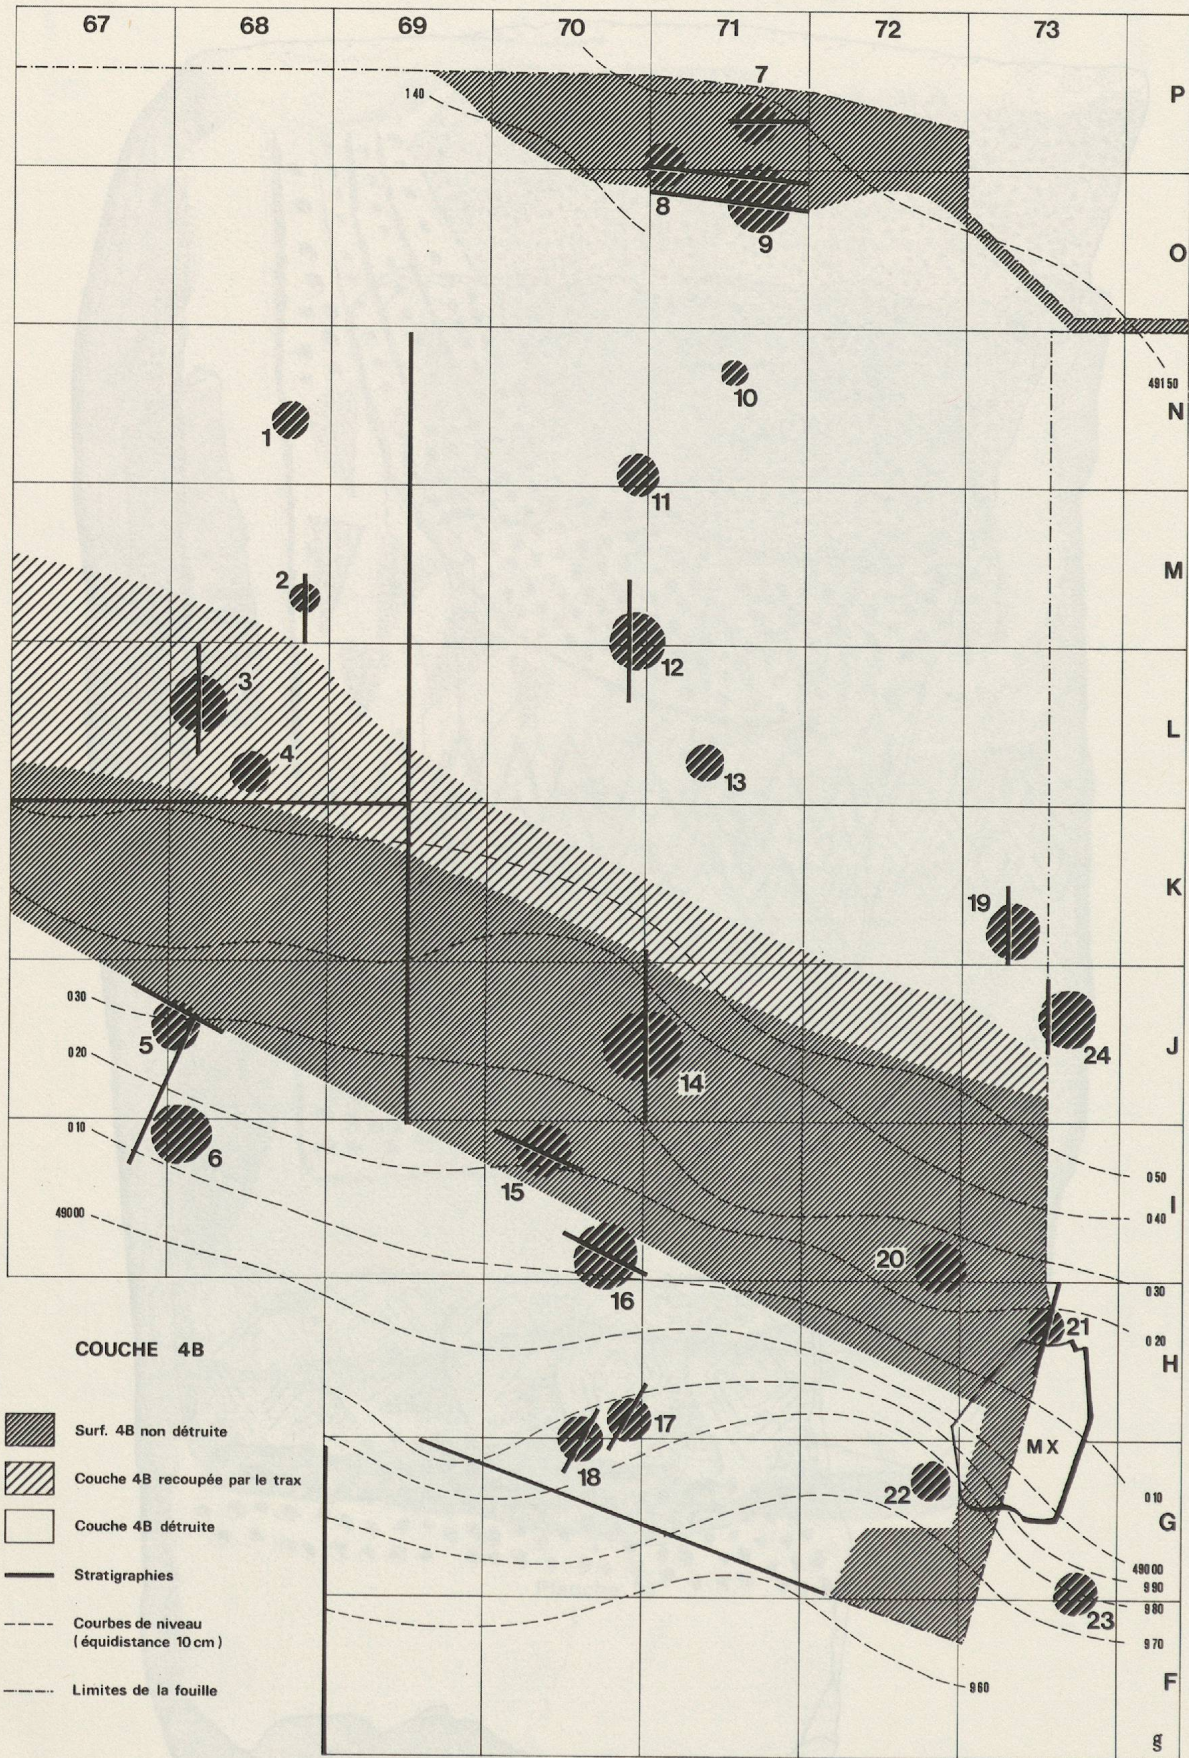 67 68 69 70 71 72 73
7
P
140
8
9
O
49150
10
N
1
11
2
M
12
3
L
4
13
K
19
030
5
J
24
020
14
010
6
050
15
I
040
49000
20
16
030
21
020
COUCHE 4B
H
Surf. 4B non détruite
17
MX
Couche 4B recoupée par le trax
18
22
010
Couche 4B détruite
G
Stratigraphies
49000
990
980
23
Courbes de niveau
( équidistance 10 cm )
970
Limites de la fouille
960
F
g